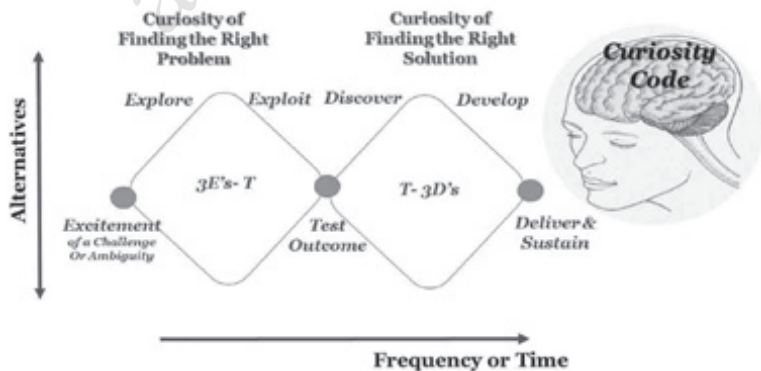 Curiosity of
Finding the Right
Problem
Curiosity of
Finding the Right
Solution
Curiosity
Code
Explore
Exploit
Discover
Develop
Alternatives
3E's- T
T- 3D's
Excitement
of a Challenge
Or Ambiguity
Test
Outcome
Deliver &
Sustain
Frequency or Time